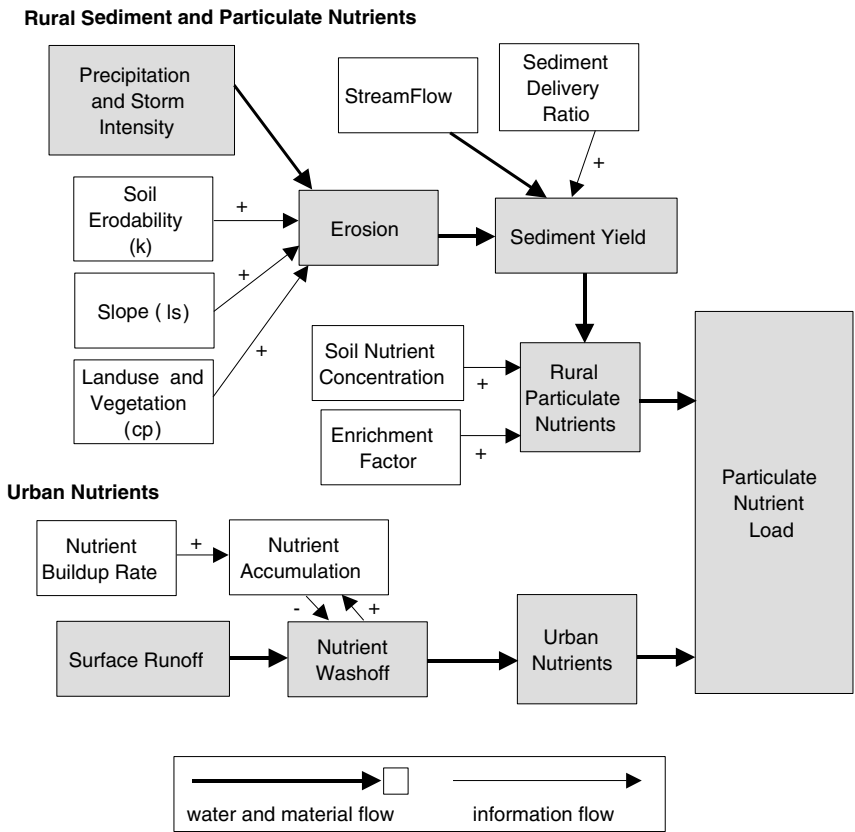 Rural Sediment and Particulate Nutrients
Precipitation
and Storm
Intensity
StreamFlow
Sediment
Delivery
Ratio
+
Soil
Erodability
(k)
+
Erosion
Sediment Yield
Slope ( ls)
+
Landuse and
Vegetation
(cp)
+
Soil Nutrient
Concentration
+
Rural
Particulate
Nutrients
Enrichment
Factor
+
Particulate
Nutrient
Load
Urban Nutrients
Nutrient
Buildup Rate
+
Nutrient
Accumulation
-
+
Surface Runoff
Nutrient
Washoff
Urban
Nutrients
water and material flow
information flow